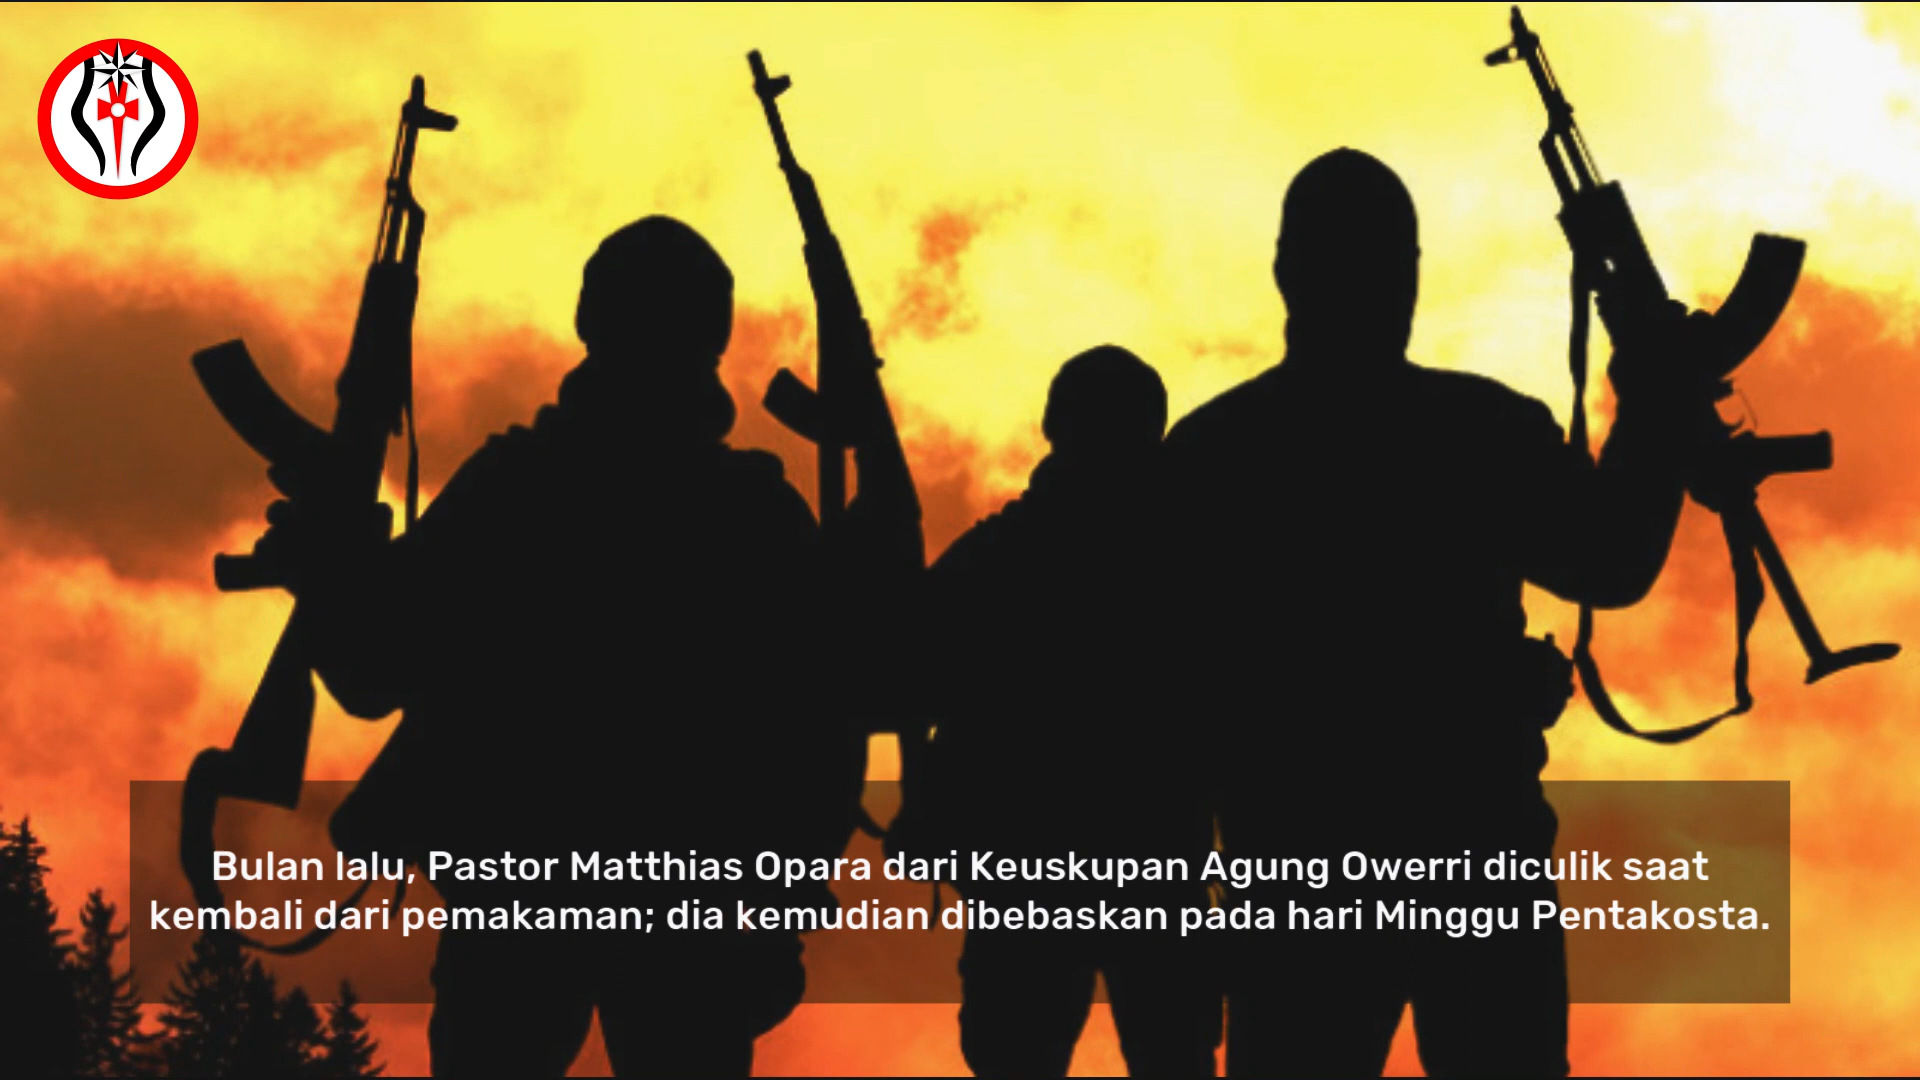 Bulan lalu, Pastor Matthias Opara dari Keuskupan Agung Owerri diculik saat
kembali dari pemakaman; dia kemudian dibebaskan pada hari Minggu Pentakosta.